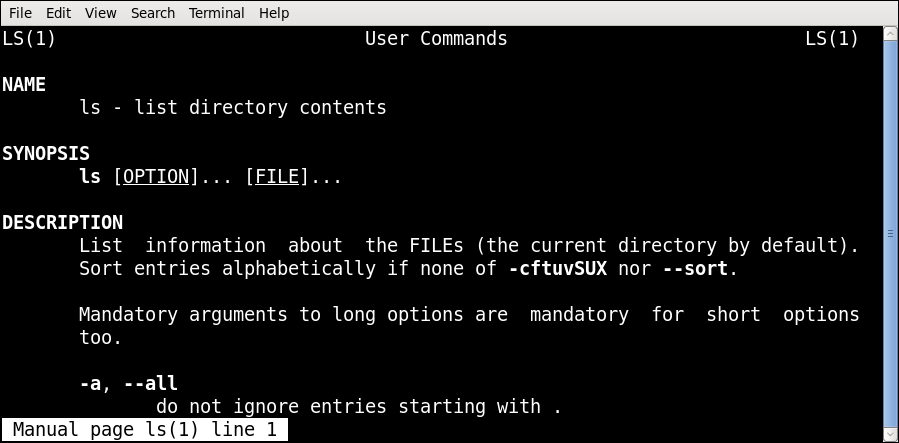 File Edit View Search Terminal Help
LS(1) User Commands LS(1)
NAME
ls - list directory contents
SYNOPSIS
ls [OPTION]... [FILE]...
DESCRIPTION
List information about the FILEs (the current directory by default).
Sort entries alphabetically if none of -cftuvSUX nor --sort.
Mandatory arguments to long options are mandatory for short options
too.
-a, --all
do not ignore entries starting with .
Manual page ls(1) line 1